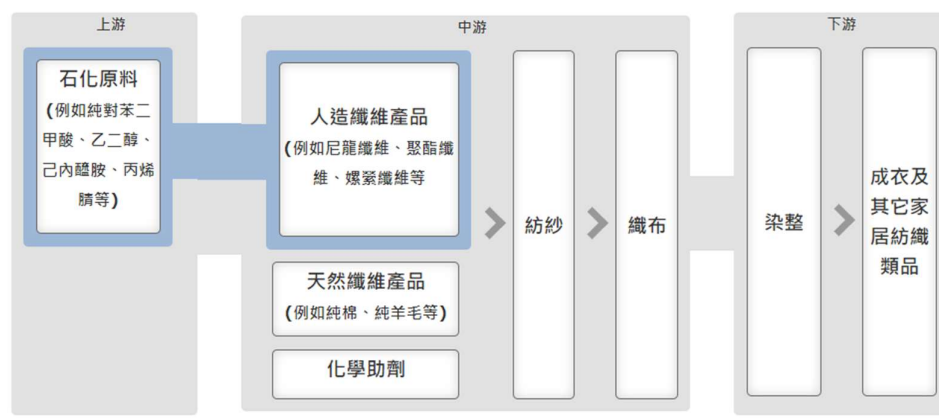 上游
石化原料
(例如純對苯二
甲酸、乙二醇、
己內醯胺、丙烯
腈等)
中游
人造纖維產品
(例如尼龍纖維、聚酯纖
維、嫘縈纖維等
天然纖維產品
(例如純棉、純羊毛等)
化學助劑
紡紗
織布
下游
染整
成衣及
其它家
居紡織
類品